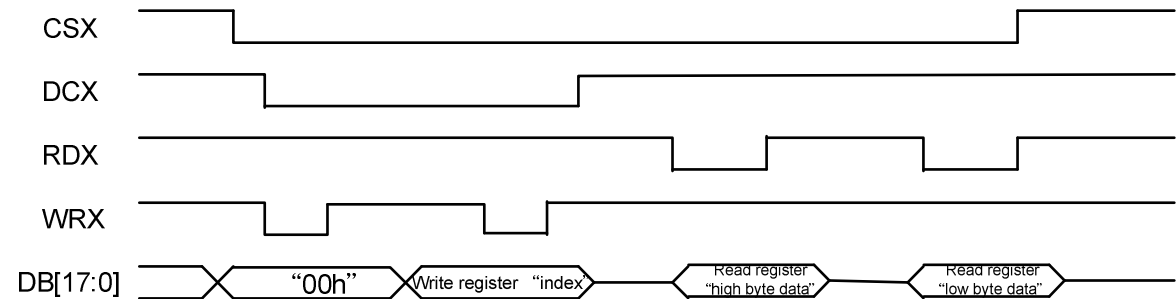 CSX
DCX
RDX
WRX
DB[17:0]
“00h”
Write register “index”
Read register
“high byte data”
Read register
“low byte data”